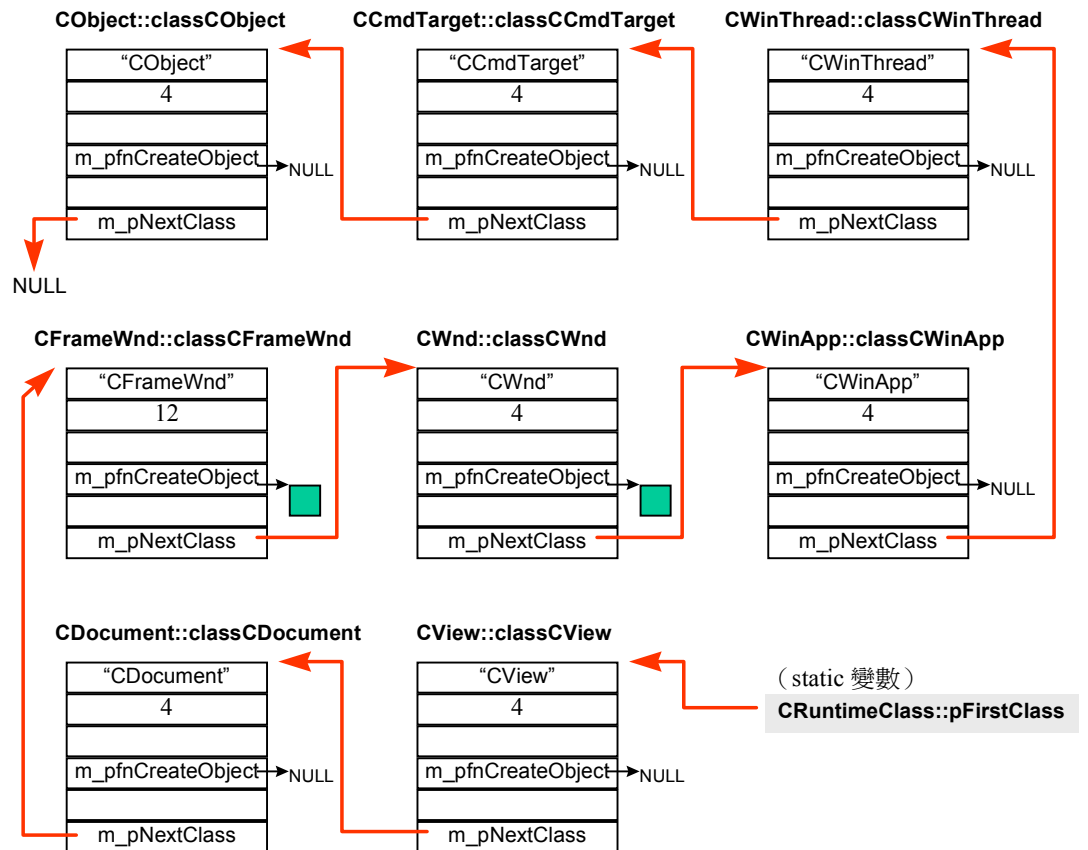 CObject::classCObject
CCmdTarget::classCCmdTarget
CWinThread::classCWinThread
“CObject”
4
m_pfnCreateObject
NULL
m_pNextClass
NULL
“CCmdTarget”
4
m_pfnCreateObject
NULL
m_pNextClass
“CWinThread”
4
m_pfnCreateObject
NULL
m_pNextClass
CFrameWnd::classCFrameWnd
CWnd::classCWnd
CWinApp::classCWinApp
“CFrameWnd”
12
m_pfnCreateObject
m_pNextClass
“CWnd”
4
m_pfnCreateObject
m_pNextClass
“CWinApp”
4
m_pfnCreateObject
NULL
m_pNextClass
CDocument::classCDocument
CView::classCView
“CDocument”
4
m_pfnCreateObject
NULL
m_pNextClass
“CView”
4
m_pfnCreateObject
NULL
m_pNextClass
（static 變數）
CRuntimeClass::pFirstClass